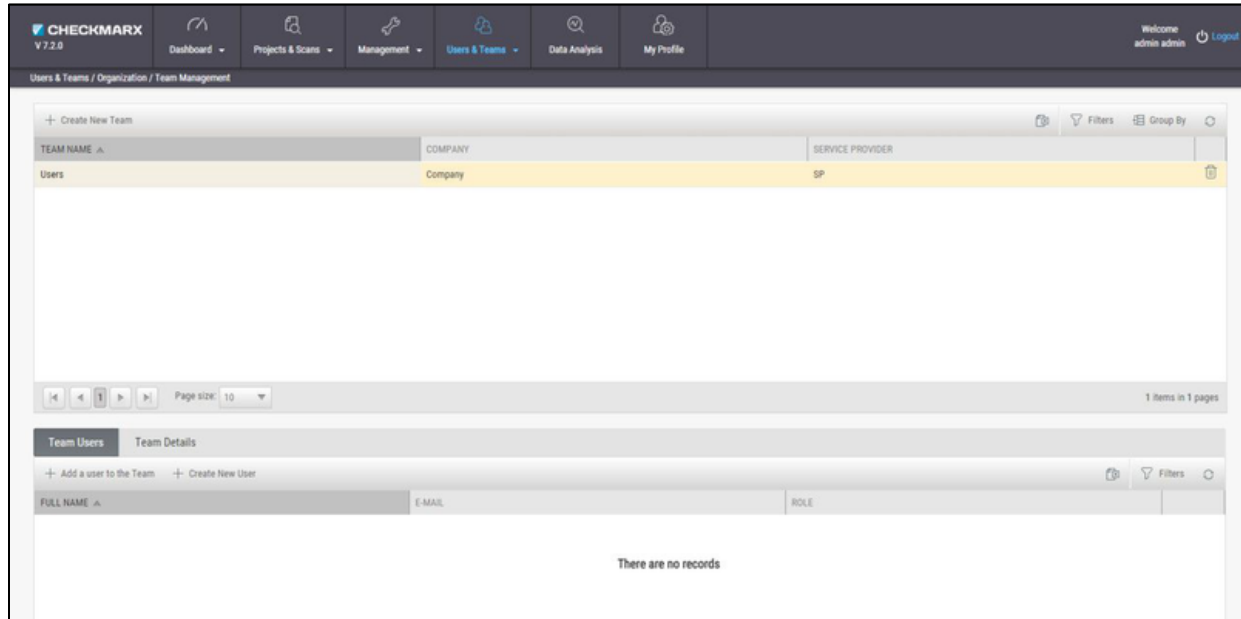 CHECKMARX
V 7.2.0
Dashboard Projects & Scans Management Users & Teams Data Analysis My Profile
Welcome
admin admin
Logout
Users & Teams / Organization / Team Management
+ Create New Team Filters Group By
TEAM NAME COMPANY SERVICE PROVIDER
Users Company SP
1 Page size: 10 1 items in 1 pages
Team Users Team Details
+ Add a user to the Team + Create New User Filters
FULL NAME E-MAIL ROLE
There are no records